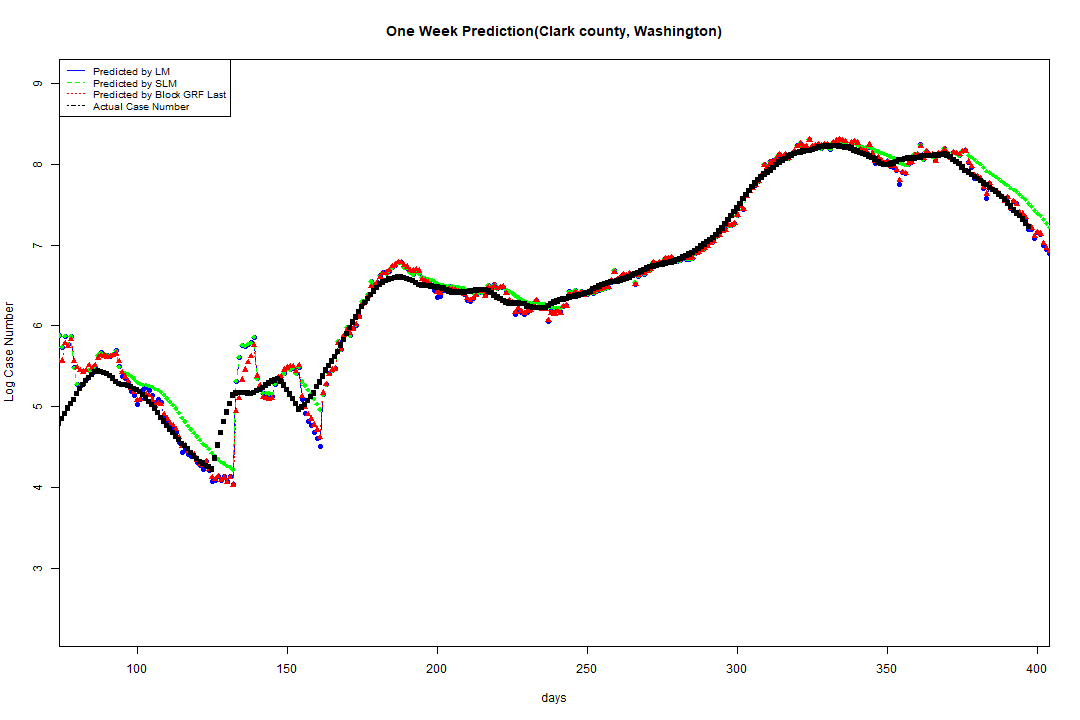 One Week Prediction(Clark county, Washington)
Predicted by LM
Predicted by SLM
Predicted by Block GRF Last
Actual Case Number
9
8
7
6
5
4
3
Log Case Number
100 150 200 250 300 350 400
days